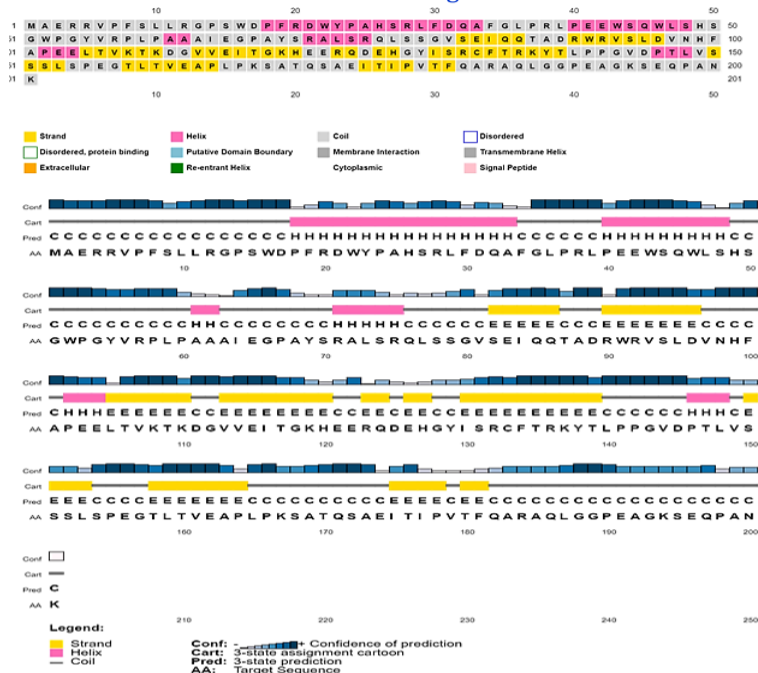 1 M A E R R V P F S L L R G P S W D P F R D W Y P A H S R L F D Q A F G L P R L P E E W S Q W L S H S 50
51 G W P G Y V R P L P A A A I E G P A Y S R A L S R Q L S S G V S E I Q Q T A D R W R V S L D V N H F 100
01 A P E E L T V K T K D G V V E I T G K H E E R Q D E H G Y I S R C F T R K Y T L P P G V D P T L V S 150
51 S S L S P E G T L T V E A P L P K S A T Q S A E I T I P V T F Q A R A Q L G G P E A G K S E Q P A N 200
01 K 201
10 20 30 40 50
Strand Helix Coil Disordered
Disordered, protein binding Putative Domain Boundary Membrane Interaction Transmembrane Helix
Extracellular Re-entrant Helix Cytoplasmic Signal Peptide
Conf
Cart
Pred C C C C C C C C C C C C C C C C C H H H H H H H H H H H H H H H H C C C C C C H H H H H H H H H C C
AA M A E R R V P F S L L R G P S W D P F R D W Y P A H S R L F D Q A F G L P R L P E E W S Q W L S H S
10 20 30 40 50
Conf
Cart
Pred C C C C C C C C C C H H C C C C C C C C H H H H H C C C C C C E E E E E C C C E E E E E E E C C C C
AA G W P G Y V R P L P A A A I E G P A Y S R A L S R Q L S S G V S E I Q Q T A D R W R V S L D V N H F
60 70 80 90 100
Conf
Cart
Pred C H H H E E E E E E C C E E E E E E E E C C E E C E E C C E E E E E E E E E E C C C C C C H H H C E
AA A P E E L T V K T K D G V V E I T G K H E E R Q D E H G Y I S R C F T R K Y T L P P G V D P T L V S
110 120 130 140 150
Conf
Cart
Pred E E E C C C C E E E E E E E C C C C C C C C C C E E E E C E E C C C C C C C C C C C C C C C C C C C
AA S S L S P E G T L T V E A P L P K S A T Q S A E I T I P V T F Q A R A Q L G G P E A G K S E Q P A N
160 170 180 190 200
Conf
Cart
Pred C
AA K
210 220 230 240 250
Legend:
Strand Conf: - + Confidence of prediction
Helix Cart: 3-state assignment cartoon
Coil Pred: 3-state prediction
AA: Target Sequence